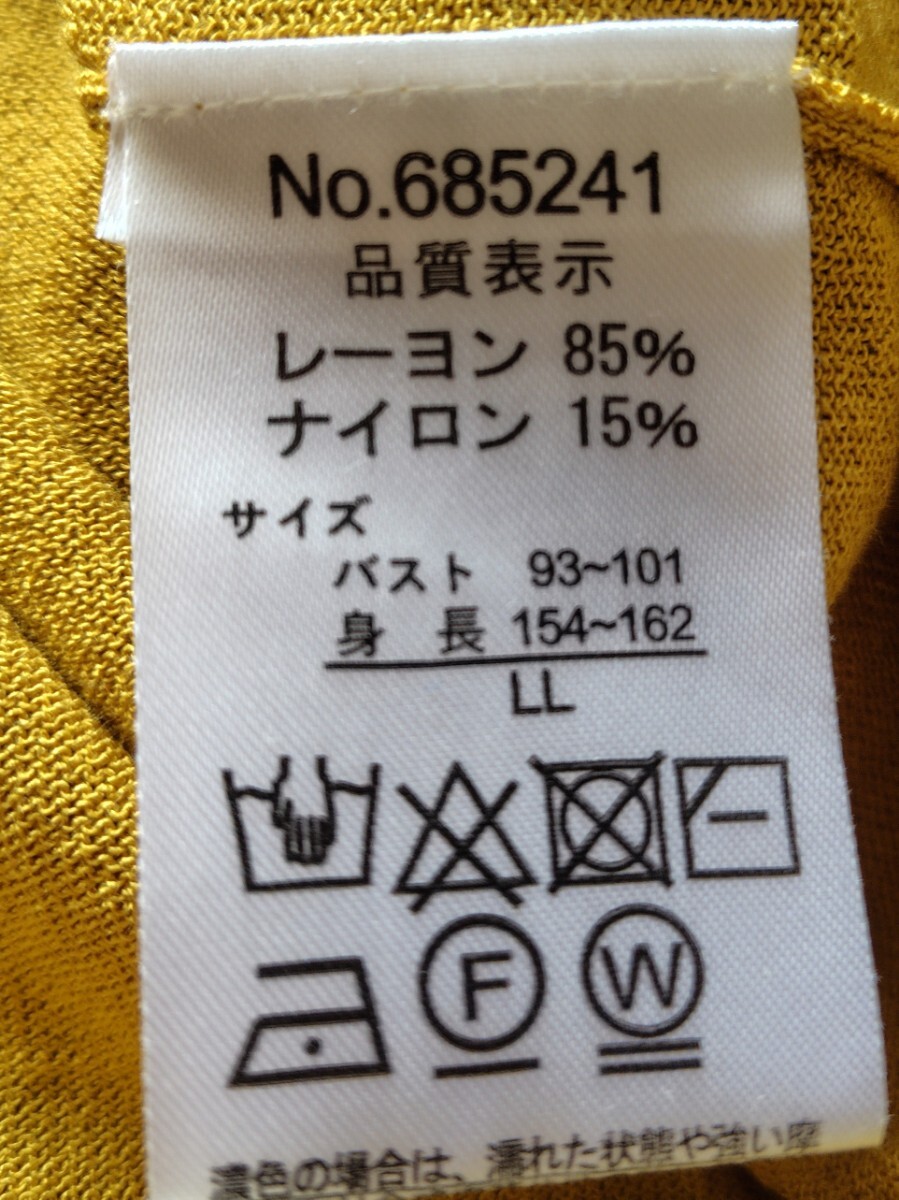 No.685241
品質表示
レーヨン 85%
ナイロン 15%
サイズ
バスト 93~101
身 長 154~162
LL
F W
濃色の場合は、濡れた状態や強い摩